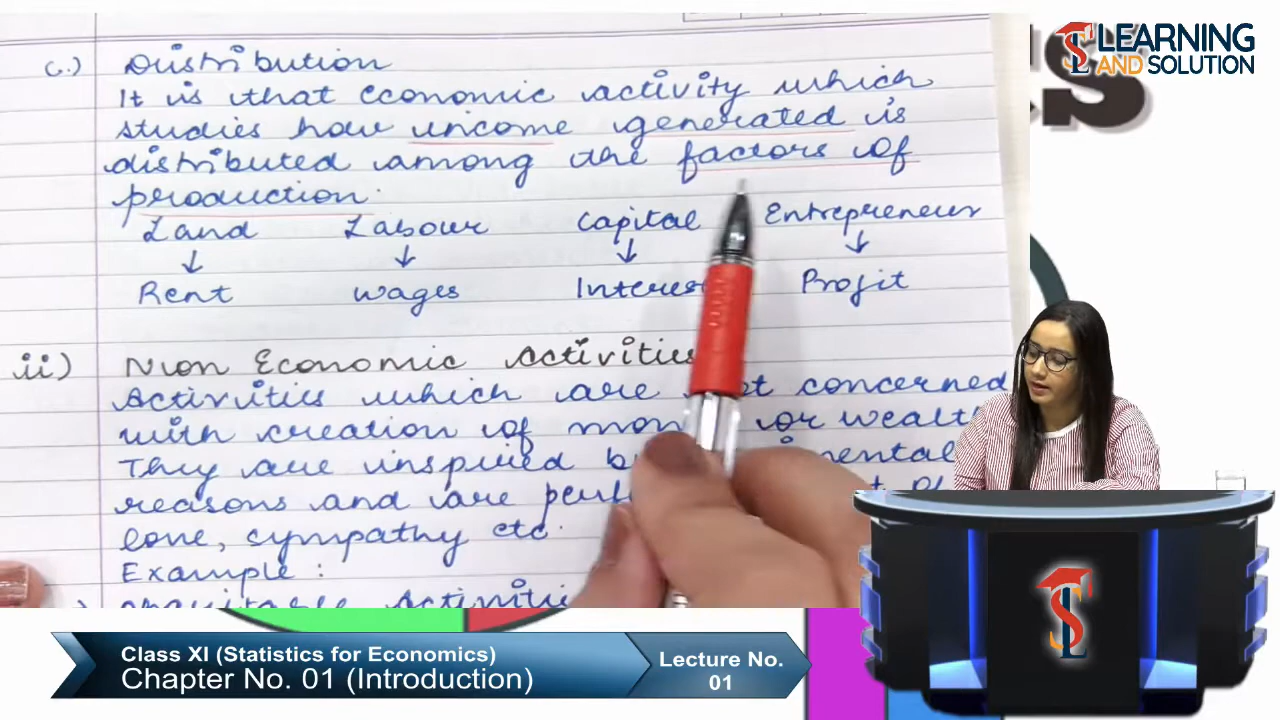 LEARNING
AND SOLUTION
c.) Distribution
It is that economic activity which
studies how income generated is
distributed among the factors of
production.
Land Labour Capital Entrepreneur
↓ ↓ ↓ ↓
Rent Wages Interest Profit
ii) Non Economic Activities
Activities which are concerned
with creation of or wealth
They are inspired
reasons and are
love, sympathy etc.
Example :
Activities
Class XI (Statistics for Economics)
Chapter No. 01 (Introduction)
Lecture No.
01